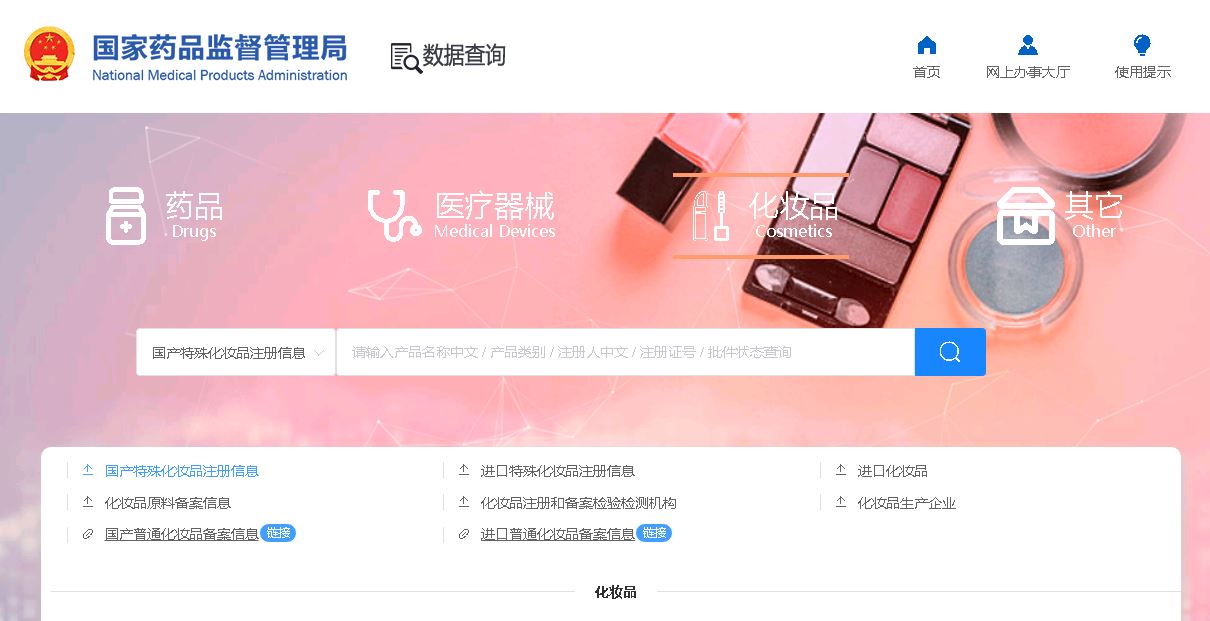 国家药品监督管理局
National Medical Products Administration
数据查询
首页
网上办事大厅
使用提示
药品
Drugs
医疗器械
Medical Devices
化妆品
Cosmetics
其它
Other
国产特殊化妆品注册信息
请输入产品名称中文 / 产品类别 / 注册人中文 / 注册证号 / 批件状态查询
国产特殊化妆品注册信息
进口特殊化妆品注册信息
进口化妆品
化妆品原料备案信息
化妆品注册和备案检验检测机构
化妆品生产企业
国产普通化妆品备案信息 链接
进口普通化妆品备案信息 链接
化妆品